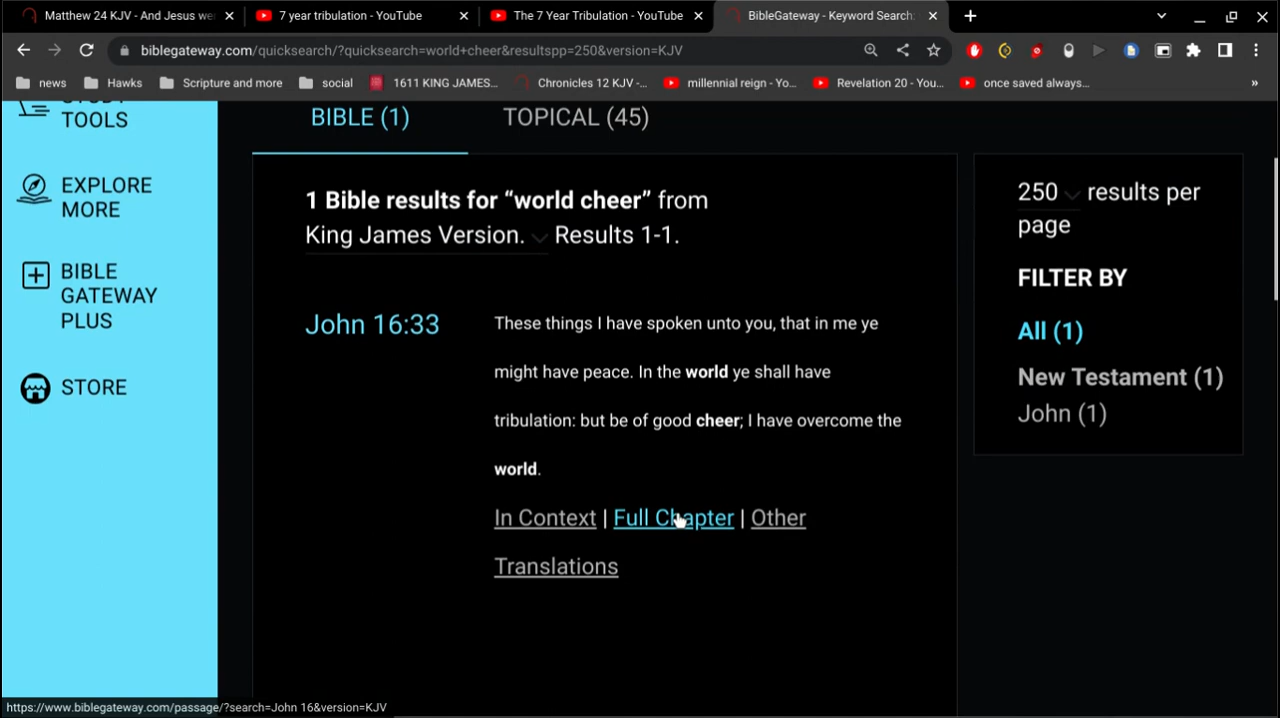 Matthew 24 KJV - And Jesus we
7 year tribulation - YouTube
The 7 Year Tribulation - YouTube
BibleGateway - Keyword Search:
biblegateway.com/quicksearch/?quicksearch=world+cheer&resultspp=250&version=KJV
news
Hawks
Scripture and more
social
1611 KING JAMES...
Chronicles 12 KJV -...
millennial reign - Yo...
Revelation 20 - You...
once saved always...
»
TOOLS
EXPLORE
MORE
BIBLE
GATEWAY
PLUS
STORE
BIBLE (1)
TOPICAL (45)
1 Bible results for “world cheer” from
King James Version. Results 1-1.
John 16:33
These things I have spoken unto you, that in me ye
might have peace. In the world ye shall have
tribulation: but be of good cheer; I have overcome the
world.
In Context | Full Chapter | Other
Translations
250 results per
page
FILTER BY
All (1)
New Testament (1)
John (1)
https://www.biblegateway.com/passage/?search=John 16&version=KJV